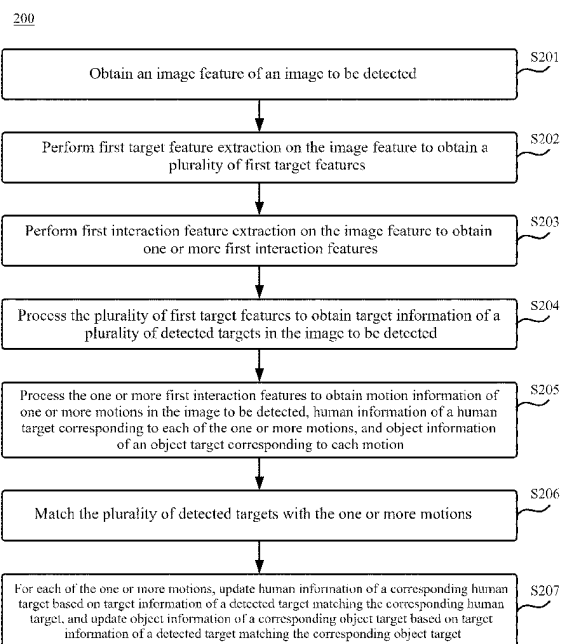 200
S201
Obtain an image feature of an image to be detected
S202
Perform first target feature extraction on the image feature to obtain a
plurality of first target features
S203
Perform first interaction feature extraction on the image feature to obtain
one or more first interaction features
S204
Process the plurality of first target features to obtain target information of a
plurality of detected targets in the image to be detected
S205
Process the one or more first interaction features to obtain motion information of
one or more motions in the image to be detected, human information of a human
target corresponding to each of the one or more motions, and object information
of an object target corresponding to each motion
S206
Match the plurality of detected targets with the one or more motions
S207
For each of the one or more motions, update human information of a corresponding human
target based on target information of a detected target matching the corresponding human
target, and update object information of a corresponding object target based on target
information of a detected target matching the corresponding object target